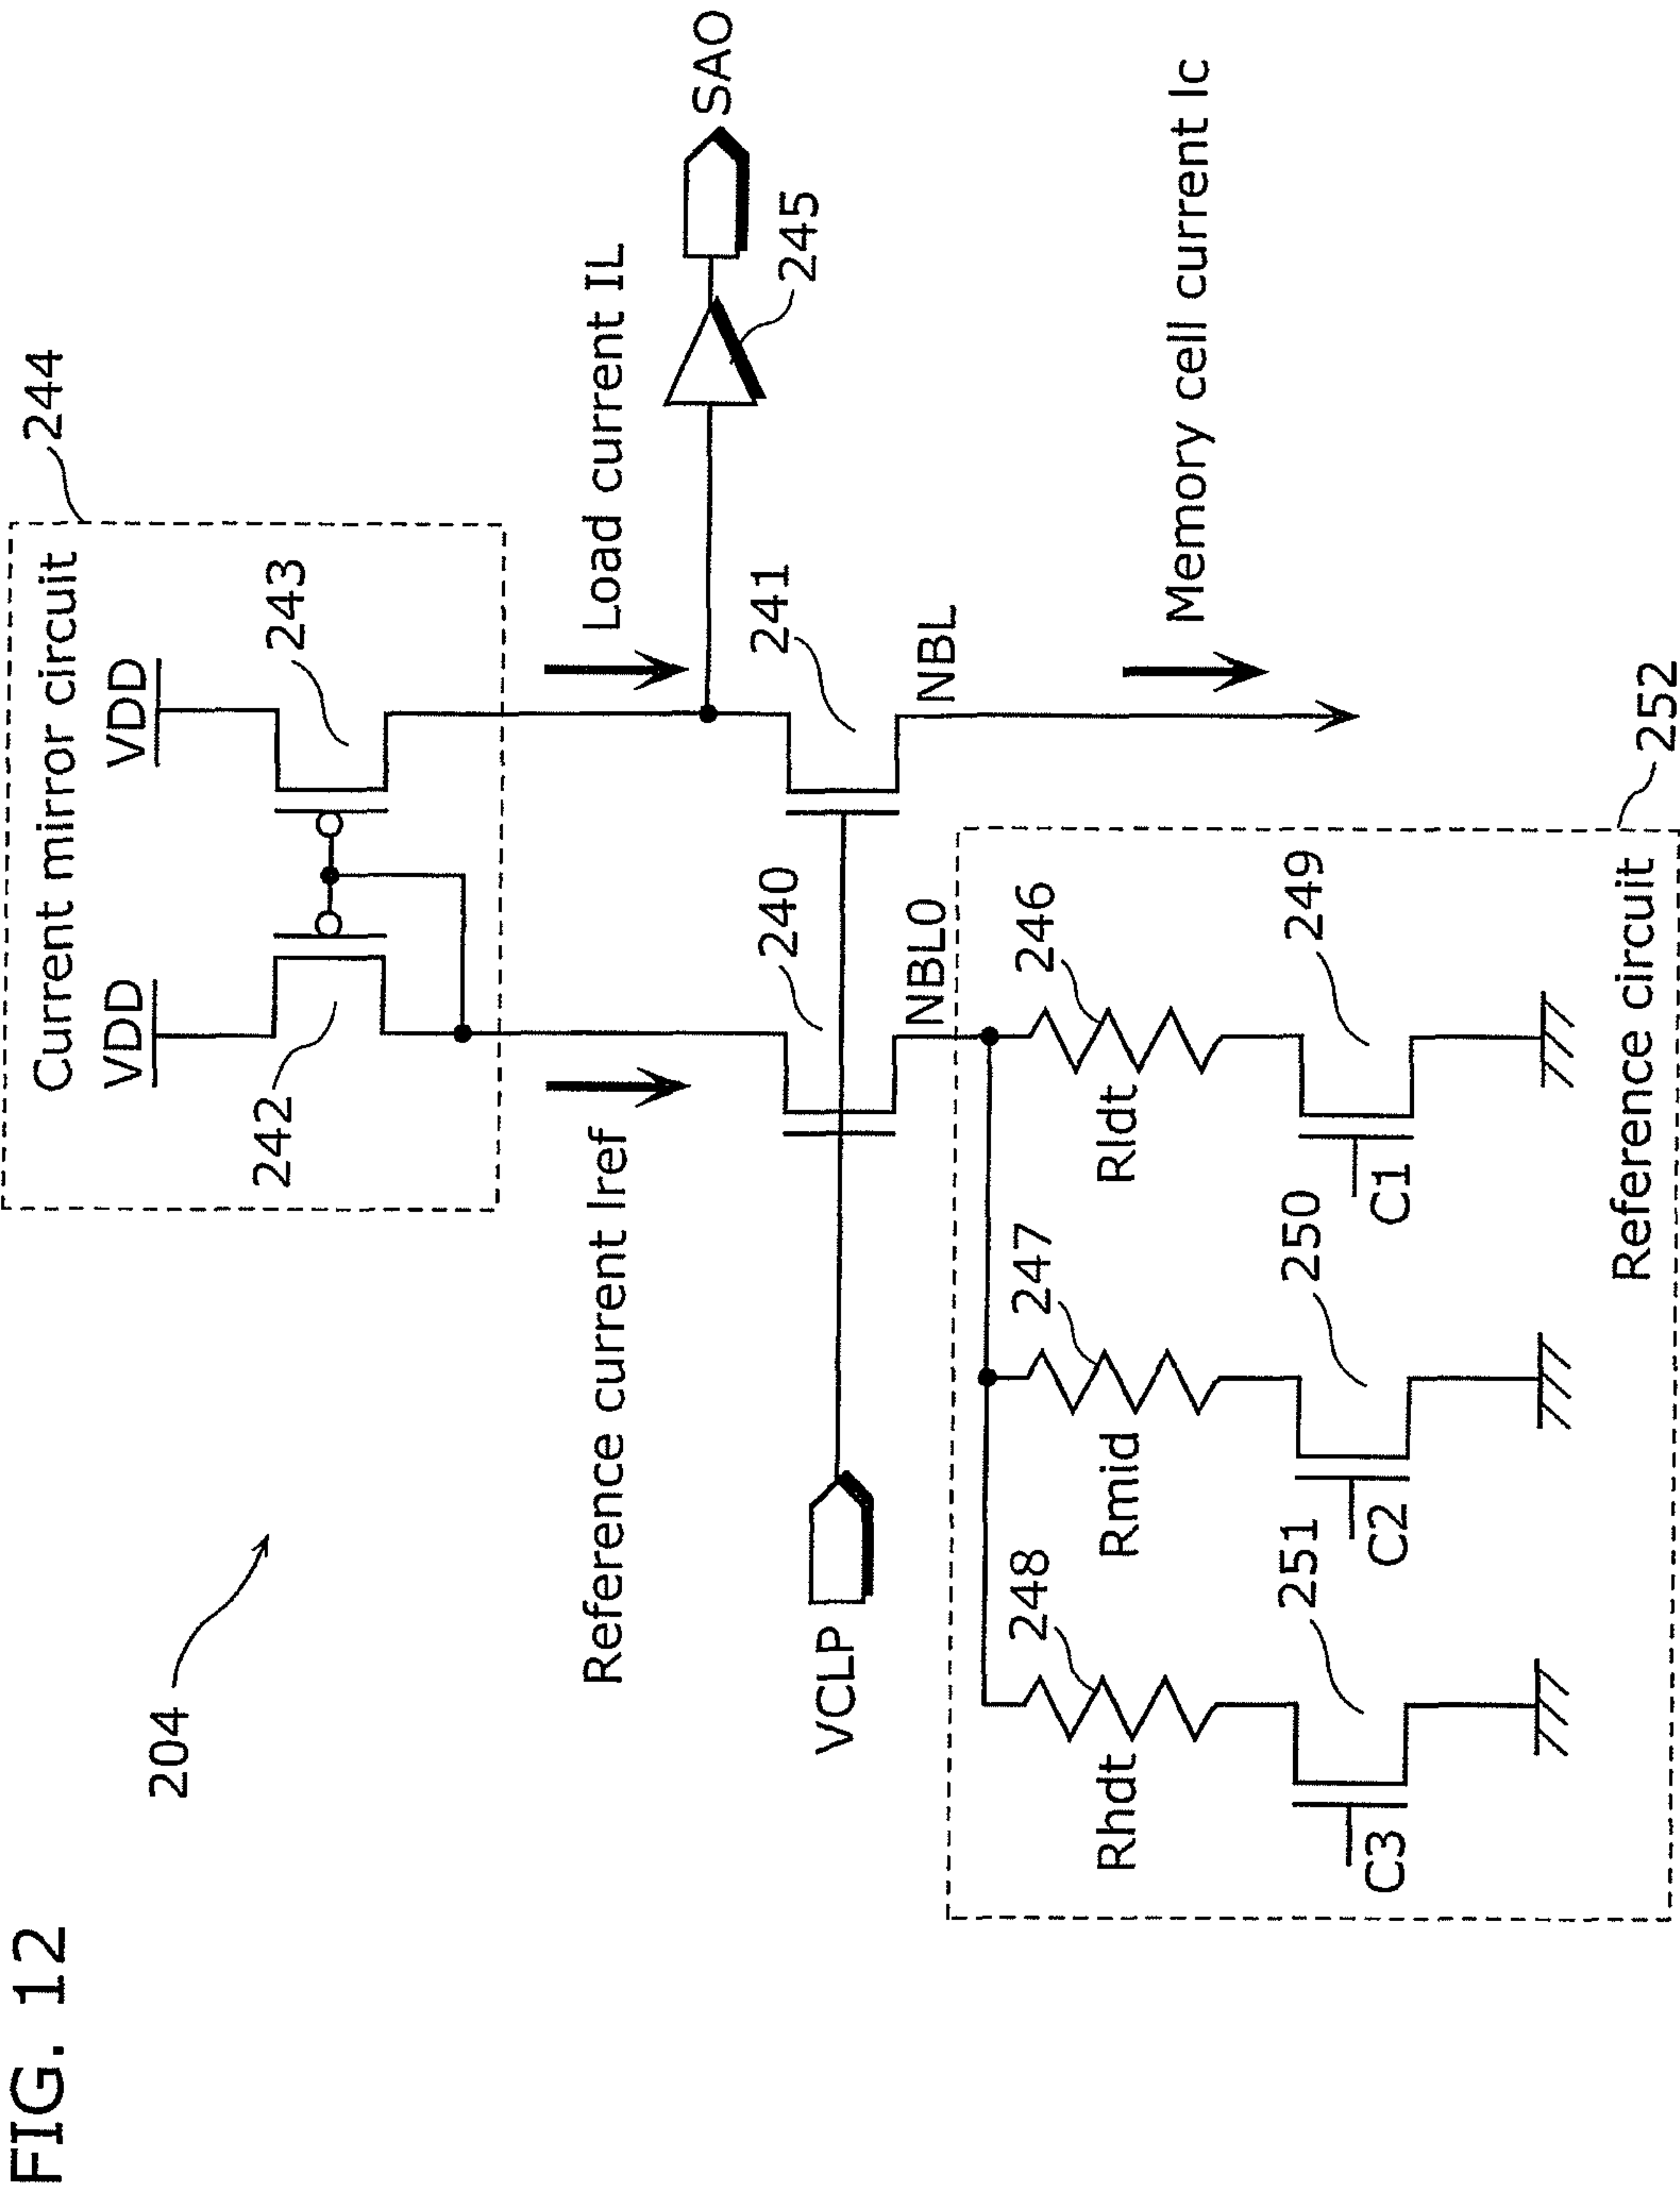 FIG. 12
204
Current mirror circuit
244
VDD
VDD
242
243
Reference current Iref
Load current IL
SAO
245
VCLP
240
241
NBL0
NBL
Memory cell current Ic
248
247
246
Rhdt
Rmid
Rldt
251
250
249
C3
C2
C1
Reference circuit
252